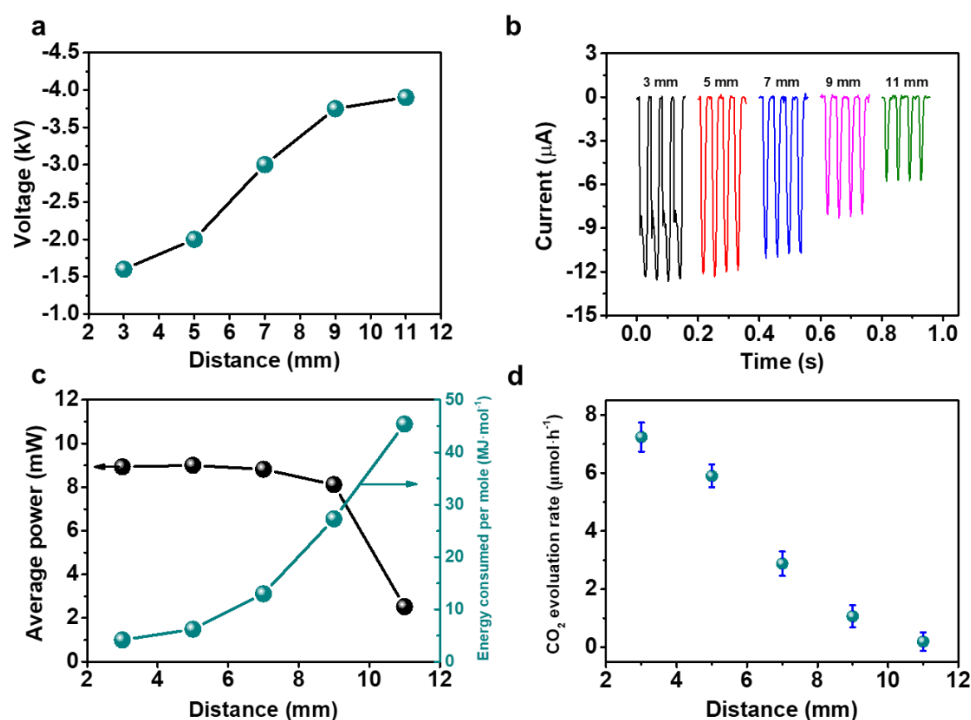 a
-4.5
-4.0
-3.5
-3.0
-2.5
-2.0
-1.5
-1.0
Voltage (kV)
2 3 4 5 6 7 8 9 10 11 12
Distance (mm)
b
3
0
-3
-6
-9
-12
-15
Current (μA)
3 mm 5 mm 7 mm 9 mm 11 mm
0.0 0.2 0.4 0.6 0.8 1.0
Time (s)
c
12
10
8
6
4
2
0
Average power (mW)
50
40
30
20
10
0
Energy consumed per mole (MJ·mol⁻¹)
2 4 6 8 10 12
Distance (mm)
d
8
6
4
2
0
CO₂ evoluation rate (μmol·h⁻¹)
2 4 6 8 10 12
Distance (mm)